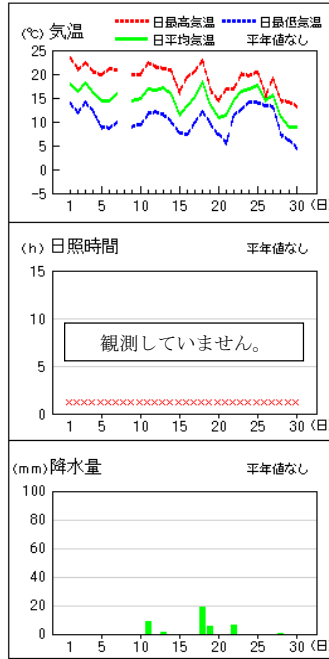 (℃) 気温
日最高気温 日最低気温
日平均気温 平年値なし
25
20
15
10
5
0
-5
1 5 10 15 20 25 30 (日)
(h) 日照時間 平年値なし
15
10
観測していません。
5
0
1 5 10 15 20 25 30 (日)
(mm) 降水量 平年値なし
100
80
60
40
20
0
1 5 10 15 20 25 30 (日)